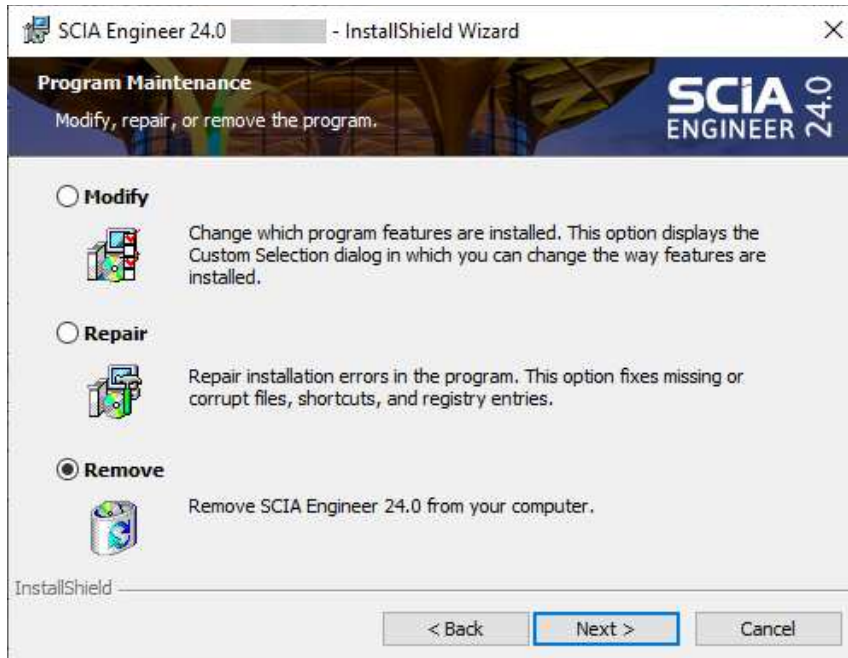 SCIA Engineer 24.0 - InstallShield Wizard
Program Maintenance
Modify, repair, or remove the program.
SCIA
ENGINEER
24.0
Modify
Change which program features are installed. This option displays the
Custom Selection dialog in which you can change the way features are
installed.
Repair
Repair installation errors in the program. This option fixes missing or
corrupt files, shortcuts, and registry entries.
Remove
Remove SCIA Engineer 24.0 from your computer.
InstallShield
< Back Next > Cancel